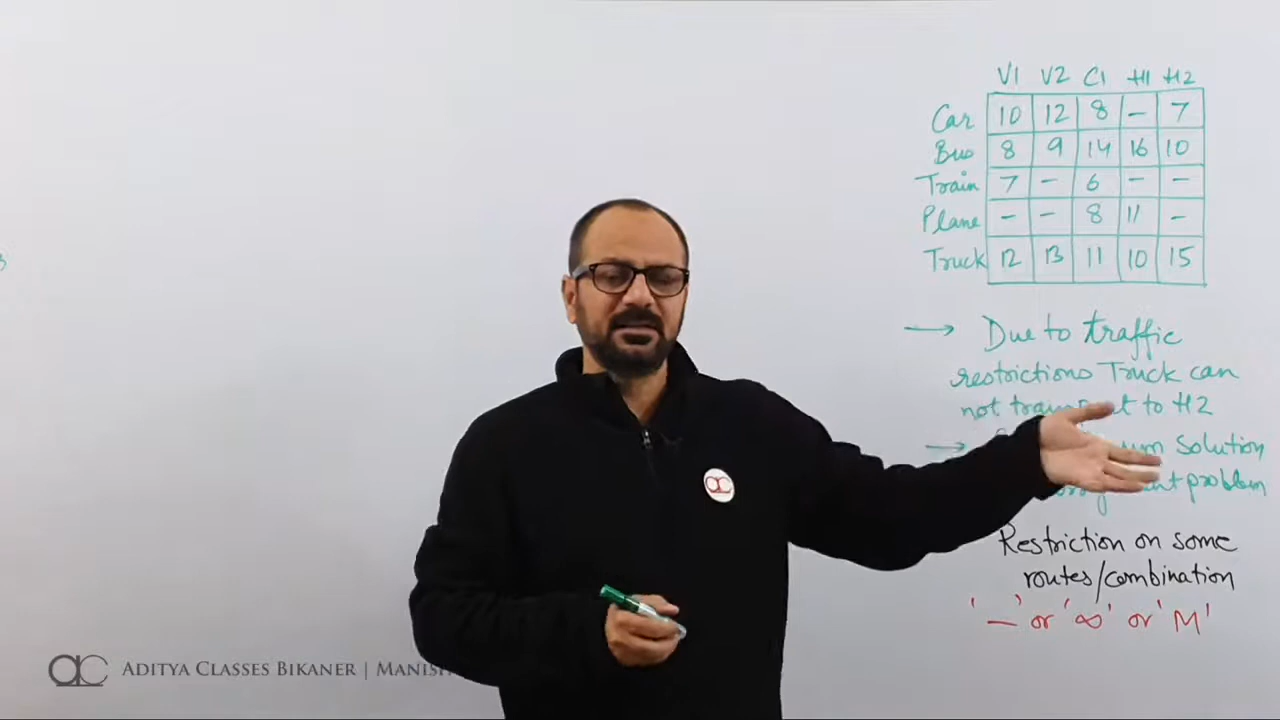 V1 V2 C1 H1 H2
Car 10 12 8 – 7
Bus 8 9 14 16 10
Train 7 – 6 – –
Plane – – 8 11 –
Truck 12 13 11 10 15
→ Due to traffic
restrictions Truck can
not to H2
→ solution
problem
Restriction on some
routes/combination
'—' or '∞' or 'M'
ac ADITYA CLASSES BIKANER |